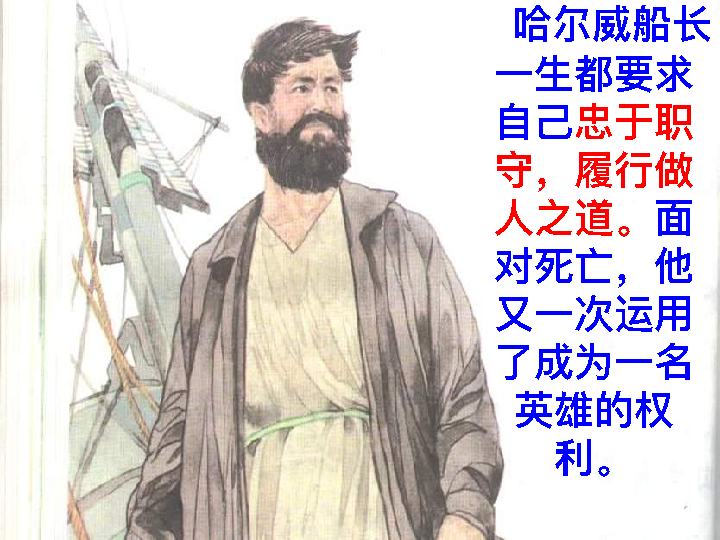 哈尔威船长
一生都要求
自己忠于职
守，履行做
人之道。面
对死亡，他
又一次运用
了成为一名
英雄的权
利。